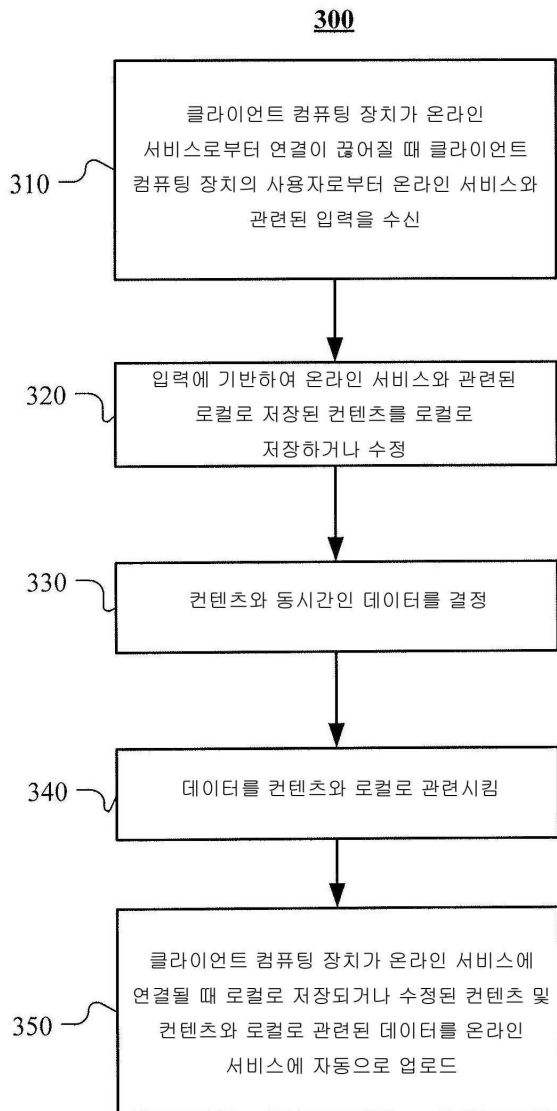 300
310
클라이언트 컴퓨팅 장치가 온라인
서비스로부터 연결이 끊어질 때 클라이언트
컴퓨팅 장치의 사용자로부터 온라인 서비스와
관련된 입력을 수신
320
입력에 기반하여 온라인 서비스와 관련된
로컬로 저장된 컨텐츠를 로컬로
저장하거나 수정
330
컨텐츠와 동시간인 데이터를 결정
340
데이터를 컨텐츠와 로컬로 관련시킴
350
클라이언트 컴퓨팅 장치가 온라인 서비스에
연결될 때 로컬로 저장되거나 수정된 컨텐츠 및
컨텐츠와 로컬로 관련된 데이터를 온라인
서비스에 자동으로 업로드